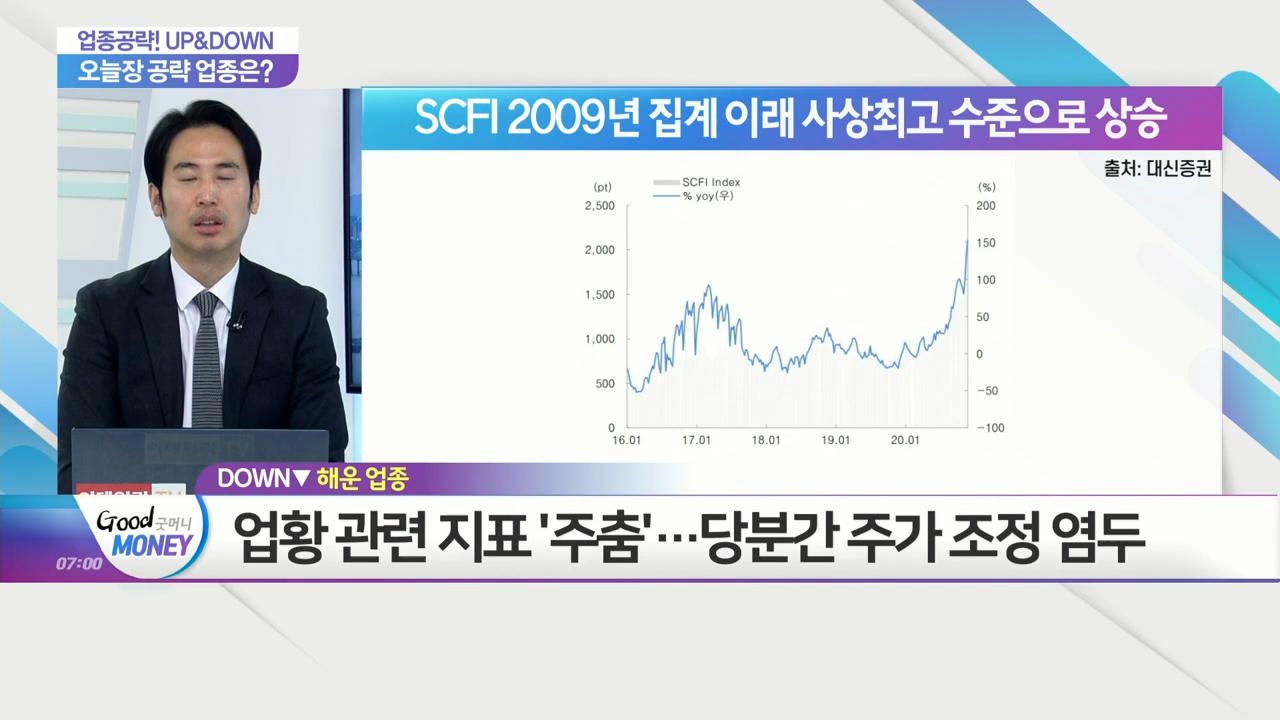 업종공략! UP&DOWN
오늘장 공략 업종은?
SCFI 2009년 집계 이래 사상최고 수준으로 상승
출처: 대신증권
(pt)
SCFI Index
% yoy(우)
(%)
2,500
2,000
1,500
1,000
500
0
200
150
100
50
0
-50
-100
16.01 17.01 18.01 19.01 20.01
DOWN▼ 해운 업종
Good 굿머니
MONEY
07:00
업황 관련 지표 '주춤'…당분간 주가 조정 염두